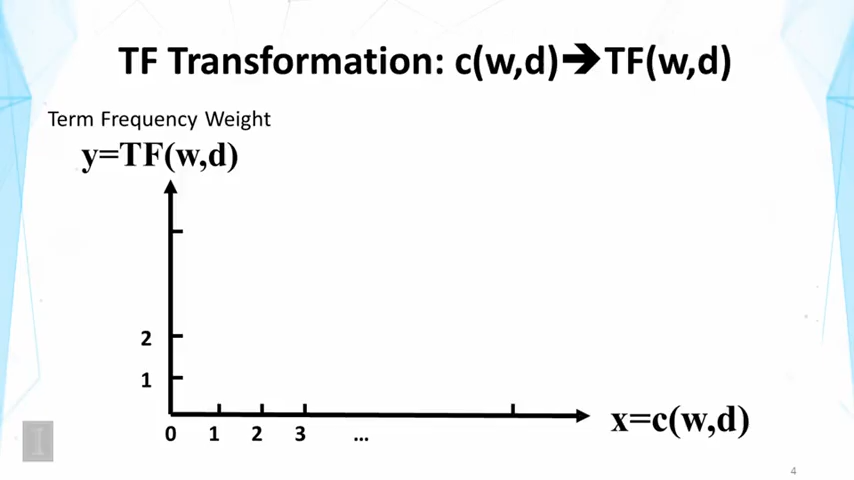 TF Transformation: c(w,d)➔TF(w,d)
Term Frequency Weight
y=TF(w,d)
2
1
0 1 2 3 ...
x=c(w,d)
I
4